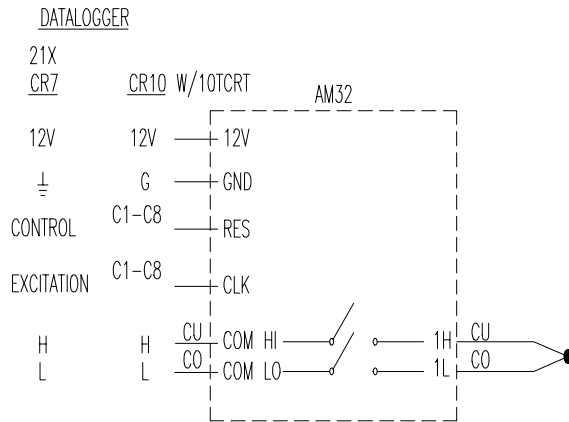 DATALOGGER
21X
CR7 CR10 W/10TCRT
AM32
12V 12V 12V
G GND
CONTROL C1-C8 RES
EXCITATION C1-C8 CLK
H H CU COM HI 1H CU
L L CO COM LO 1L CO